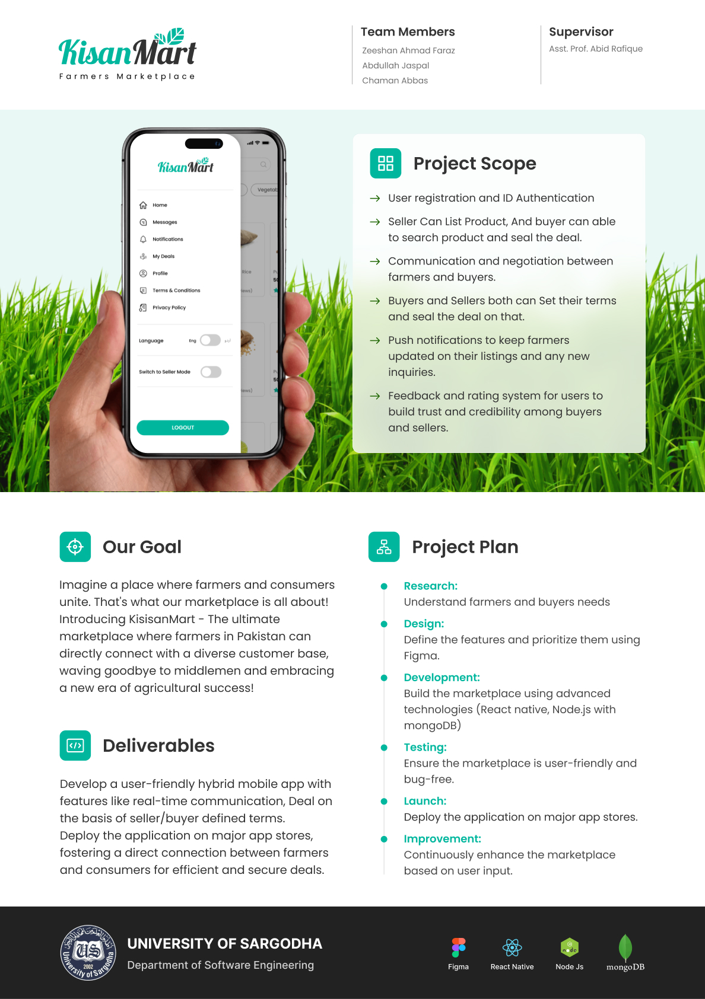 KisanMart
Farmers Marketplace
Team Members
Zeeshan Ahmad Faraz
Abdullah Jaspal
Chaman Abbas
Supervisor
Asst. Prof. Abid Rafique
KisanMart
Home
Messages
Notifications
My Deals
Profile
Terms & Conditions
Privacy Policy
Language
Eng
اردو
Switch to Seller Mode
LOGOUT
Vegetab
Rice
50
iews)
50
iews)
Project Scope
User registration and ID Authentication
Seller Can List Product, And buyer can able
to search product and seal the deal.
Communication and negotiation between
farmers and buyers.
Buyers and Sellers both can Set their terms
and seal the deal on that.
Push notifications to keep farmers
updated on their listings and any new
inquiries.
Feedback and rating system for users to
build trust and credibility among buyers
and sellers.
Our Goal
Imagine a place where farmers and consumers
unite. That's what our marketplace is all about!
Introducing KisisanMart - The ultimate
marketplace where farmers in Pakistan can
directly connect with a diverse customer base,
waving goodbye to middlemen and embracing
a new era of agricultural success!
Deliverables
Develop a user-friendly hybrid mobile app with
features like real-time communication, Deal on
the basis of seller/buyer defined terms.
Deploy the application on major app stores,
fostering a direct connection between farmers
and consumers for efficient and secure deals.
Project Plan
Research:
Understand farmers and buyers needs
Design:
Define the features and prioritize them using
Figma.
Development:
Build the marketplace using advanced
technologies (React native, Node.js with
mongoDB)
Testing:
Ensure the marketplace is user-friendly and
bug-free.
Launch:
Deploy the application on major app stores.
Improvement:
Continuously enhance the marketplace
based on user input.
US
2002
University of Sargodha
UNIVERSITY OF SARGODHA
Department of Software Engineering
Figma
React Native
node
Node Js
mongoDB